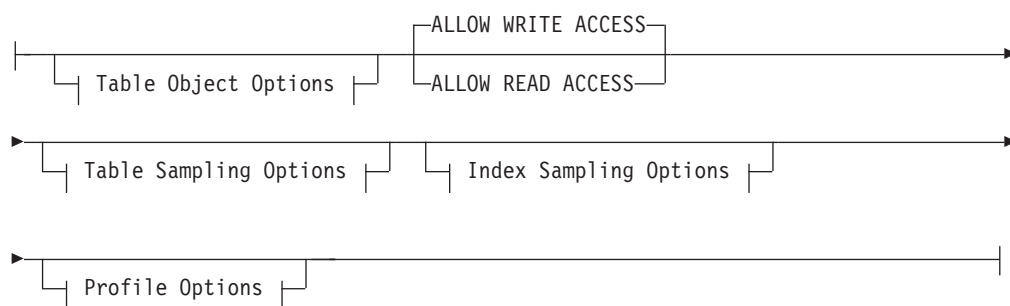 ALLOW WRITE ACCESS
Table Object Options
ALLOW READ ACCESS
Table Sampling Options
Index Sampling Options
Profile Options